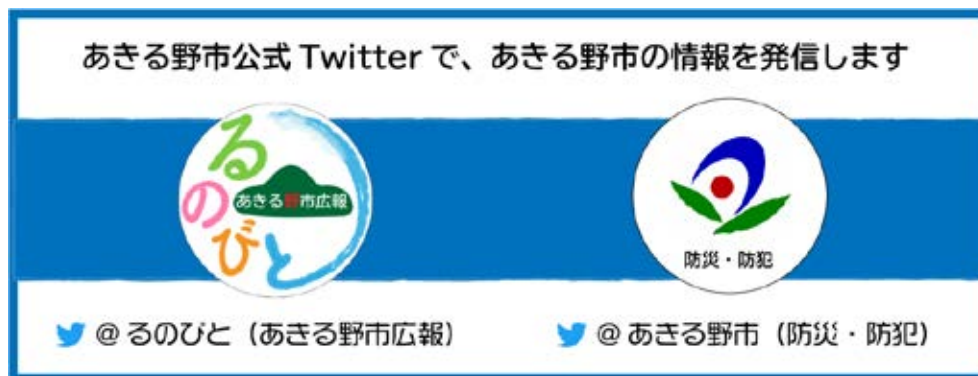 あきる野市公式 Twitter で、あきる野市の情報を発信します
るのびと
あきる野市広報
防災・防犯
@ るのびと（あきる野市広報）
@ あきる野市（防災・防犯）